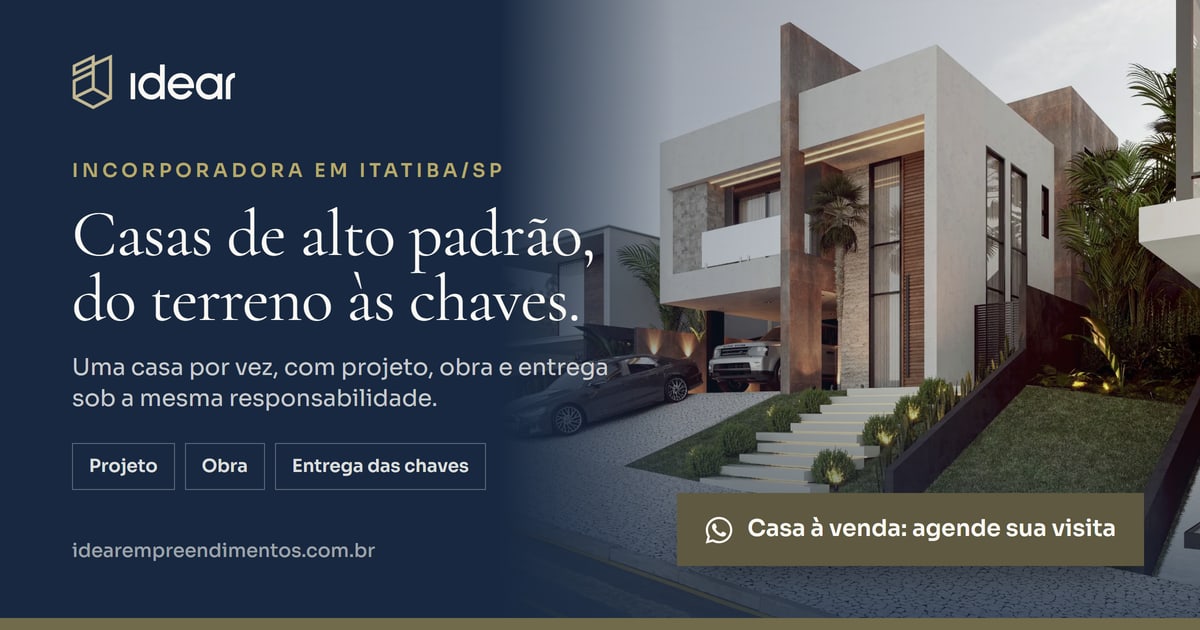 idear
INCORPORADORA EM ITATIBA/SP
Casas de alto padrão,
do terreno às chaves.
Uma casa por vez, com projeto, obra e entrega
sob a mesma responsabilidade.
Projeto
Obra
Entrega das chaves
Casa à venda: agende sua visita
idearempreendimentos.com.br